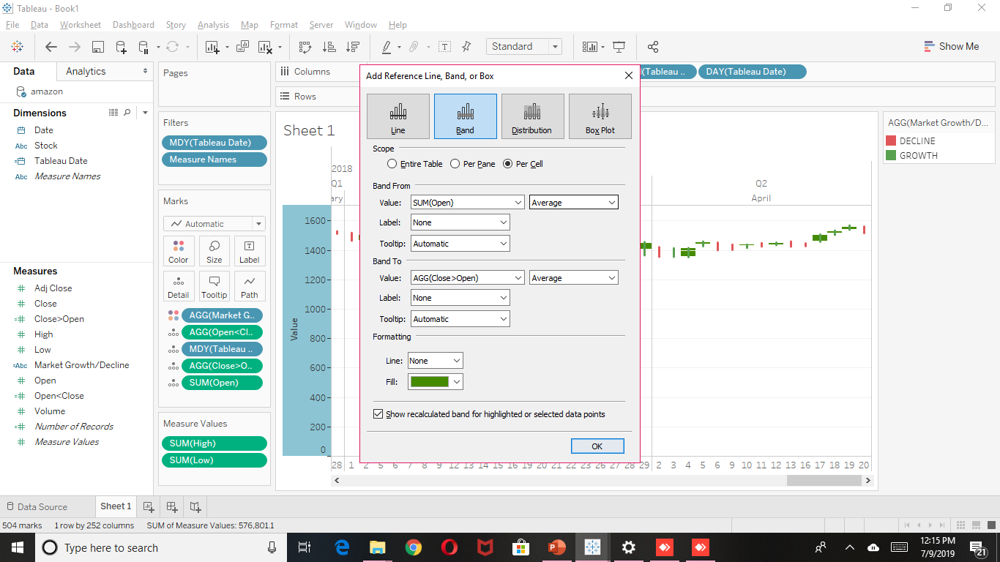 Tableau - Book1
File Data Worksheet Dashboard Story Analysis Map Format Server Window Help
Standard
Show Me
Data Analytics
amazon
Dimensions
Date
Stock
Tableau Date
Measure Names
Measures
Adj Close
Close
Close>Open
High
Low
Market Growth/Decline
Open
Open<Close
Volume
Number of Records
Measure Values
Pages
Filters
MDY(Tableau Date)
Measure Names
Marks
Automatic
Color Size Label
Detail Tooltip Path
AGG(Market G..
AGG(Open<Cl..
MDY(Tableau ..
AGG(Close>O..
SUM(Open)
Measure Values
SUM(High)
SUM(Low)
Columns
(Tableau .. DAY(Tableau Date)
Rows
Sheet 1
2018
Q1
ary
Q2
April
Value
1600
1400
1200
1000
800
600
400
200
0
28 1 2 5 6 7 8 9 12 13 14 15 16 19 20 21 22 23 26 27 28 29 2 3 4 5 6 9 10 11 12 13 16 17 18 19 20
Add Reference Line, Band, or Box
Line Band Distribution Box Plot
Scope
Entire Table Per Pane Per Cell
Band From
Value: SUM(Open) Average
Label: None
Tooltip: Automatic
Band To
Value: AGG(Close>Open) Average
Label: None
Tooltip: Automatic
Formatting
Line: None
Fill:
Show recalculated band for highlighted or selected data points
OK
AGG(Market Growth/D...
DECLINE
GROWTH
Data Source Sheet 1
504 marks 1 row by 252 columns SUM of Measure Values: 576,801.1
Type here to search
12:15 PM
7/9/2019
21